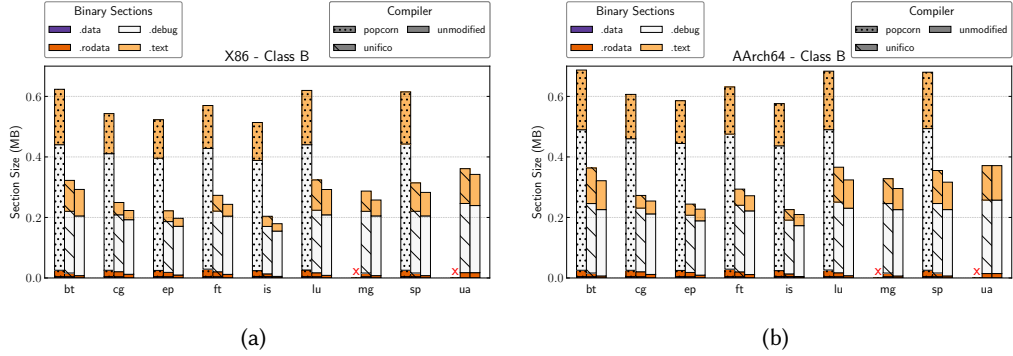 Binary Sections
.data
.debug
.rodata
.text
Compiler
popcorn
unmodified
unifico
X86 - Class B
Section Size (MB)
0.6
0.4
0.2
0.0
x
x
bt cg ep ft is lu mg sp ua
(a)
Binary Sections
.data
.debug
.rodata
.text
Compiler
popcorn
unmodified
unifico
AArch64 - Class B
Section Size (MB)
0.6
0.4
0.2
0.0
x
x
bt cg ep ft is lu mg sp ua
(b)